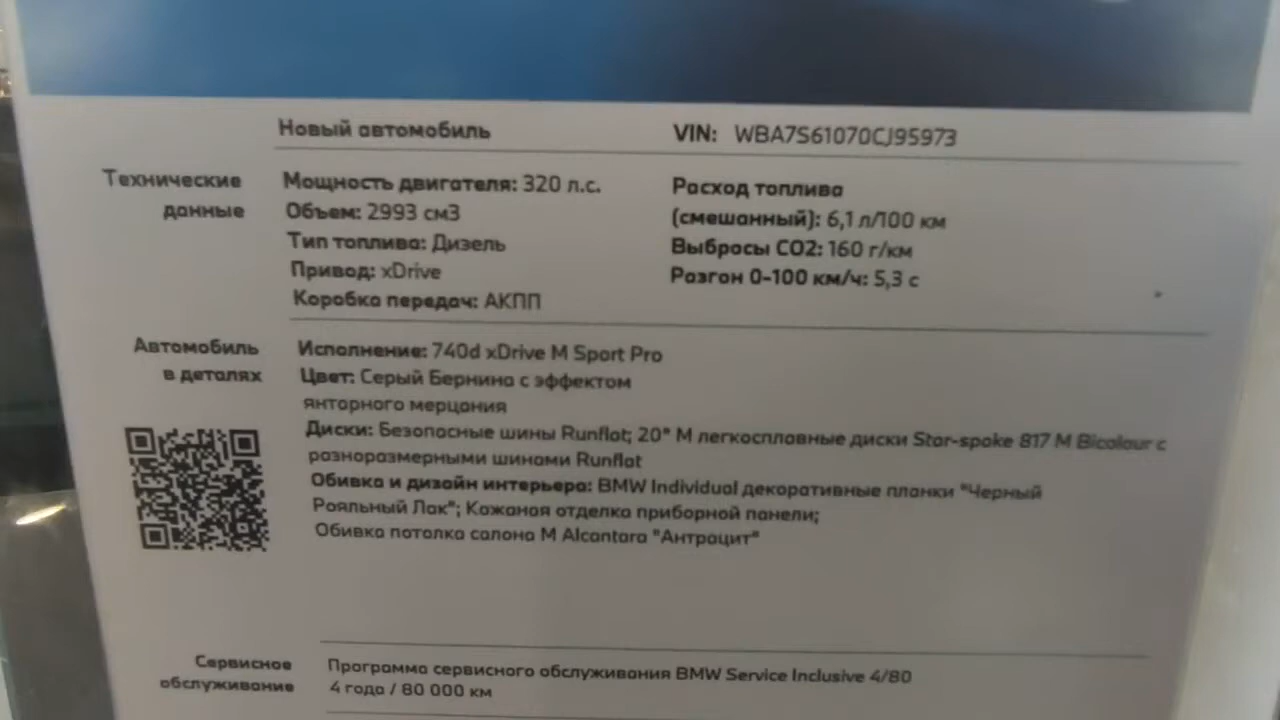 Новый автомобиль
VIN: WBA7S61070CJ95973
Технические
данные
Мощность двигателя: 320 л.с.
Объем: 2993 см3
Тип топлива: Дизель
Привод: xDrive
Коробка передач: АКПП
Расход топлива
(смешанный): 6,1 л/100 км
Выбросы СО2: 160 г/км
Разгон 0-100 км/ч: 5,3 с
Автомобиль
в деталях
Исполнение: 740d xDrive M Sport Pro
Цвет: Серый Бернина с эффектом
янтарного мерцания
Диски: Безопасные шины Runflat; 20" М легкосплавные диски Star-spoke 817 M Bicolour с
разноразмерными шинами Runflat
Обивка и дизайн интерьера: BMW Individual декоративные планки "Черный
Рояльный Лак"; Кожаная отделка приборной панели;
Обивка потолка салона M Alcantara "Антрацит"
Сервисное
обслуживание
Программа сервисного обслуживания BMW Service Inclusive 4/80
4 года / 80 000 км